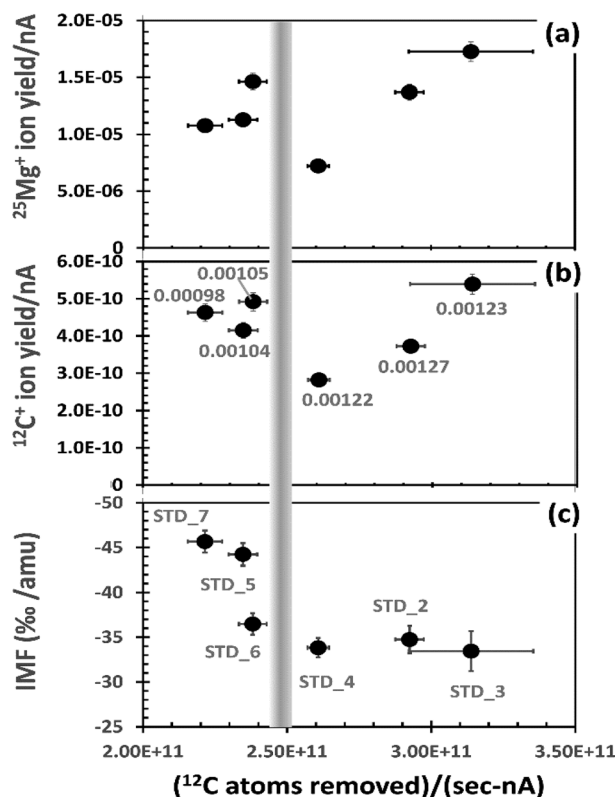 2.0E-05
(a)
1.5E-05
1.0E-05
5.0E-06
0
²⁵Mg⁺ ion yield/nA
6.0E-10
(b)
0.00105
5.0E-10
0.00098
0.00123
4.0E-10
0.00104
0.00127
3.0E-10
0.00122
2.0E-10
1.0E-10
0
¹²C⁺ ion yield/nA
-50
(c)
STD_7
-45
STD_5
-40
STD_2
-35
STD_6
STD_4
STD_3
-30
-25
IMF (‰ /amu)
2.00E+11
2.50E+11
3.00E+11
3.50E+11
(¹²C atoms removed)/(sec-nA)